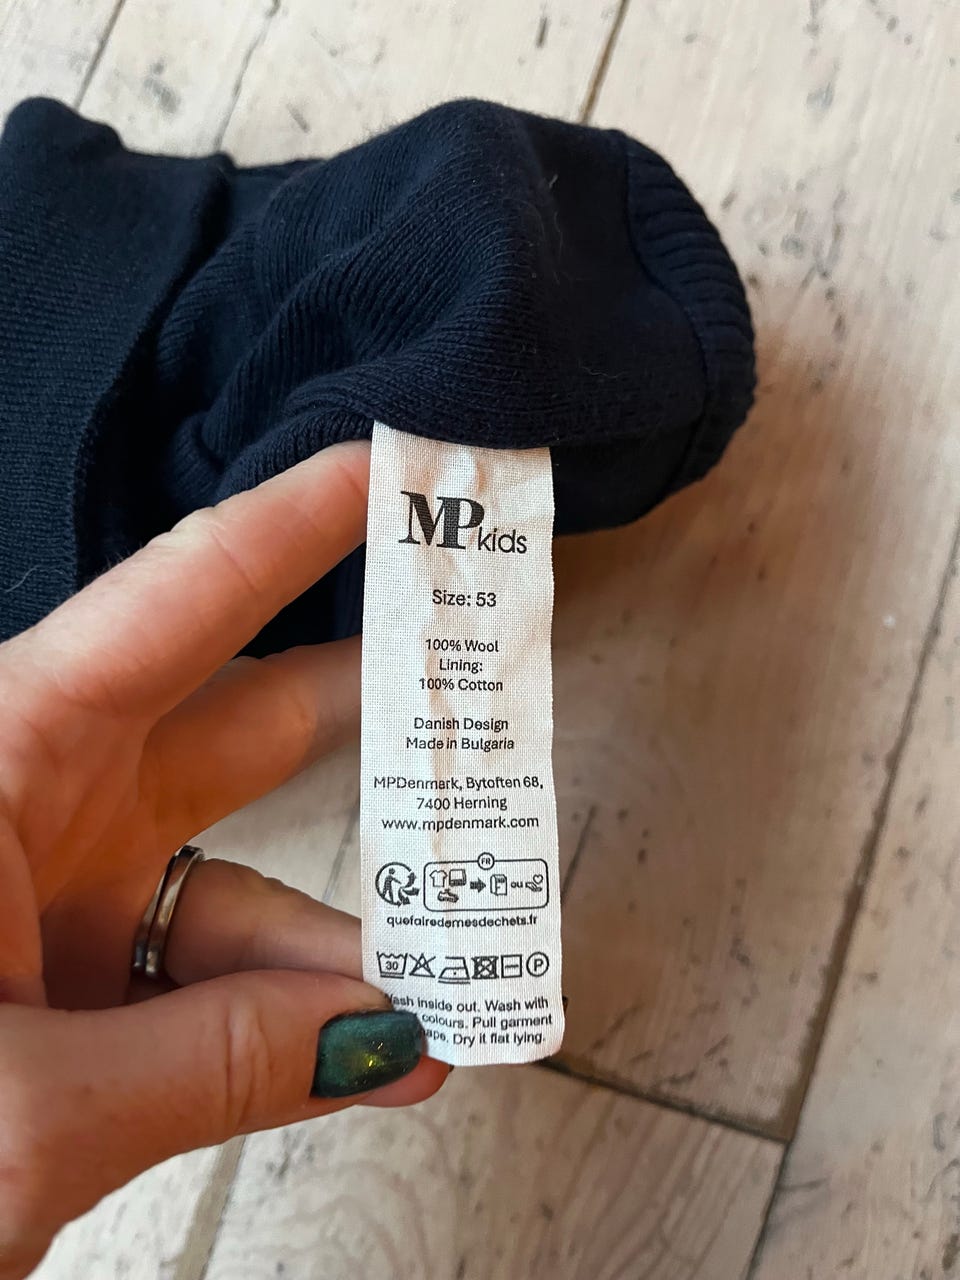 MP kids
Size: 53
100% Wool
Lining:
100% Cotton
Danish Design
Made in Bulgaria
MPDenmark, Bytoften 68,
7400 Herning
www.mpdenmark.com
FR
ou
quefairedemesdechets.fr
30 P
inside out. Wash with
colours. Pull garment
Dry it flat lying.